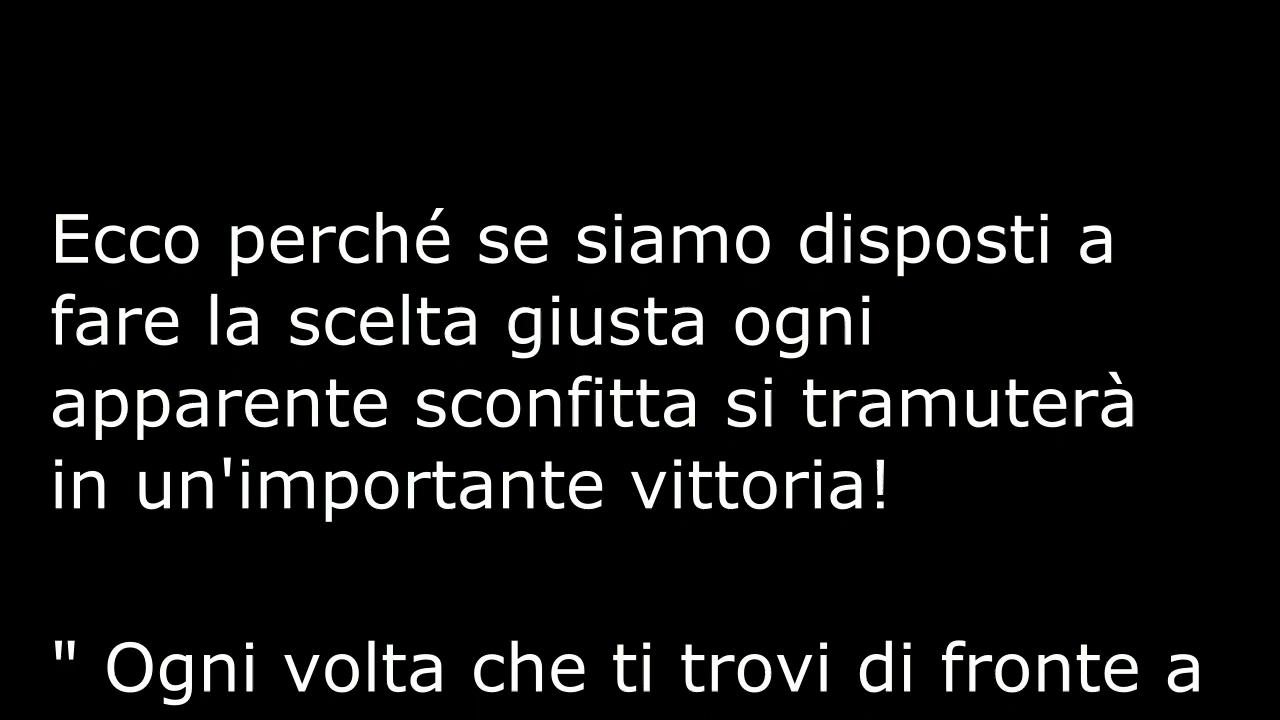 Ecco perché se siamo disposti a
fare la scelta giusta ogni
apparente sconfitta si tramuterà
in un'importante vittoria!
" Ogni volta che ti trovi di fronte a